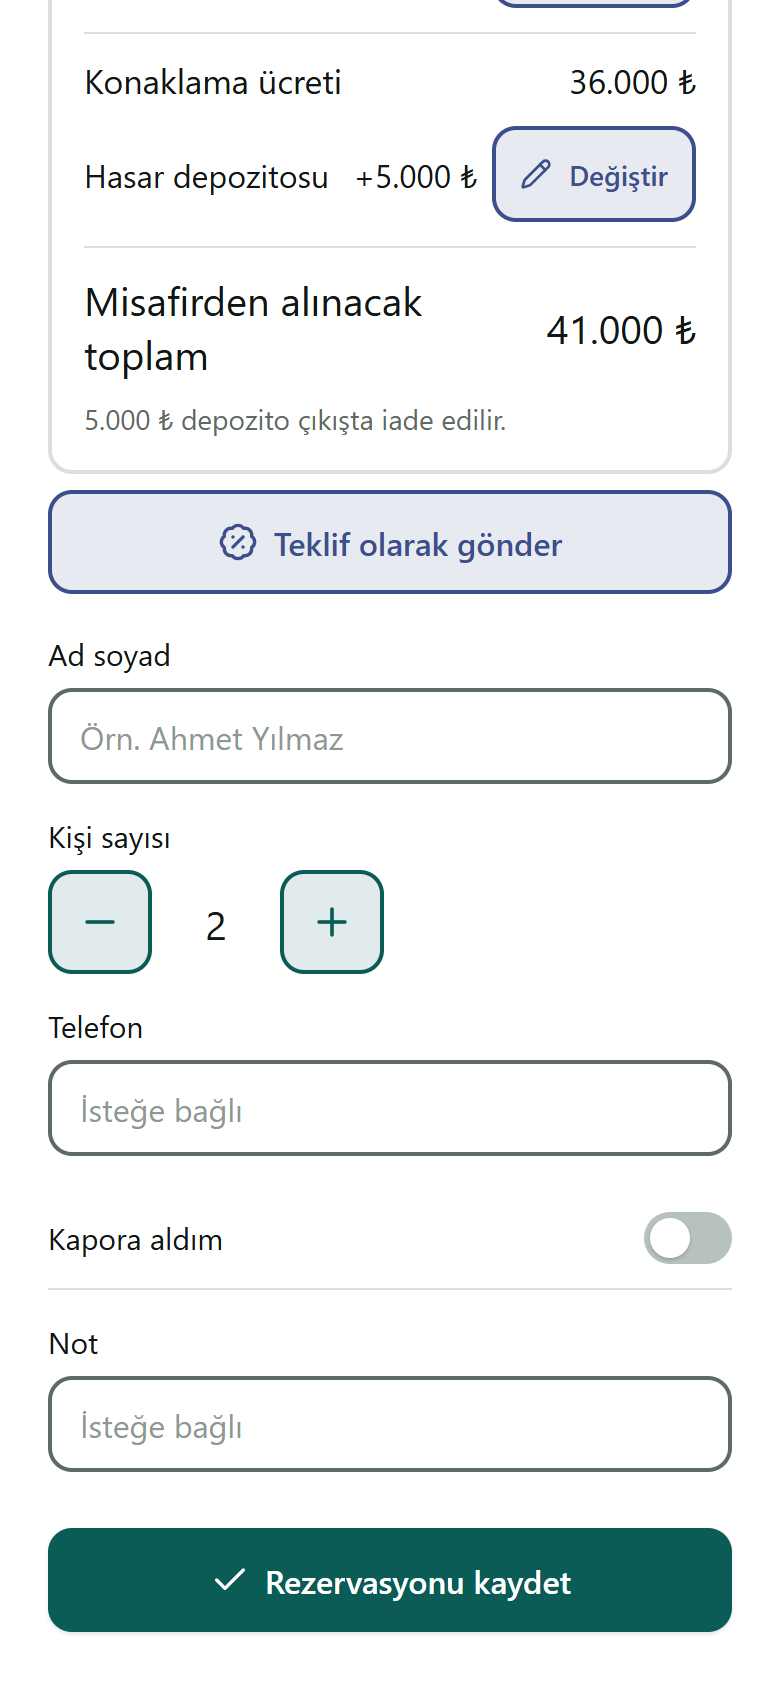 Konaklama ücreti 36.000 ₺
Hasar depozitosu +5.000 ₺ Değiştir
Misafirden alınacak
toplam
41.000 ₺
5.000 ₺ depozito çıkışta iade edilir.
Teklif olarak gönder
Ad soyad
Örn. Ahmet Yılmaz
Kişi sayısı
2
Telefon
İsteğe bağlı
Kapora aldım
Not
İsteğe bağlı
Rezervasyonu kaydet